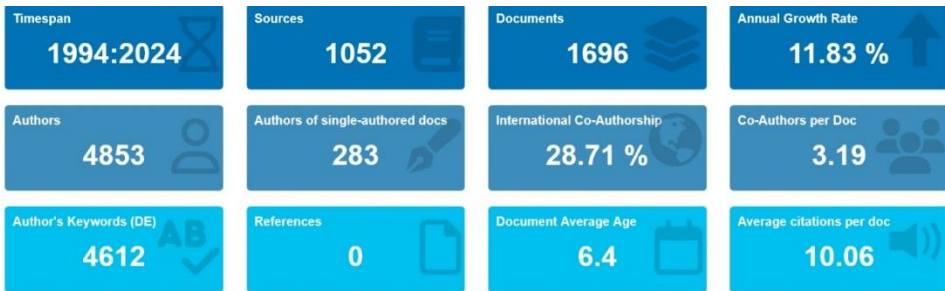 Timespan
1994:2024
Sources
1052
Documents
1696
Annual Growth Rate
11.83 %
Authors
4853
Authors of single-authored docs
283
International Co-Authorship
28.71 %
Co-Authors per Doc
3.19
Author's Keywords (DE)
4612
AB
References
0
Document Average Age
6.4
Average citations per doc
10.06